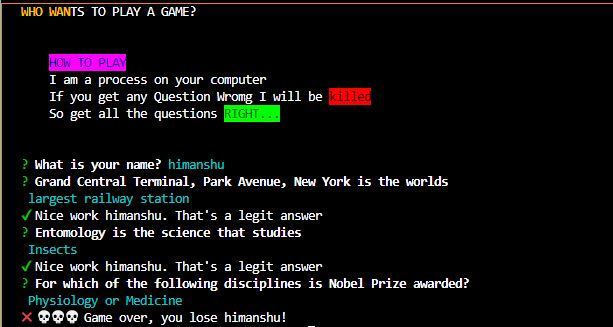 WHO WANTS TO PLAY A GAME?
HOW TO PLAY
I am a process on your computer
If you get any Question Wromg I will be killed
So get all the questions RIGHT...
? What is your name? himanshu
? Grand Central Terminal, Park Avenue, New York is the worlds
largest railway station
✔ Nice work himanshu. That's a legit answer
? Entomology is the science that studies
Insects
✔ Nice work himanshu. That's a legit answer
? For which of the following disciplines is Nobel Prize awarded?
Physiology or Medicine
❌ 💀💀💀 Game over, you lose himanshu!